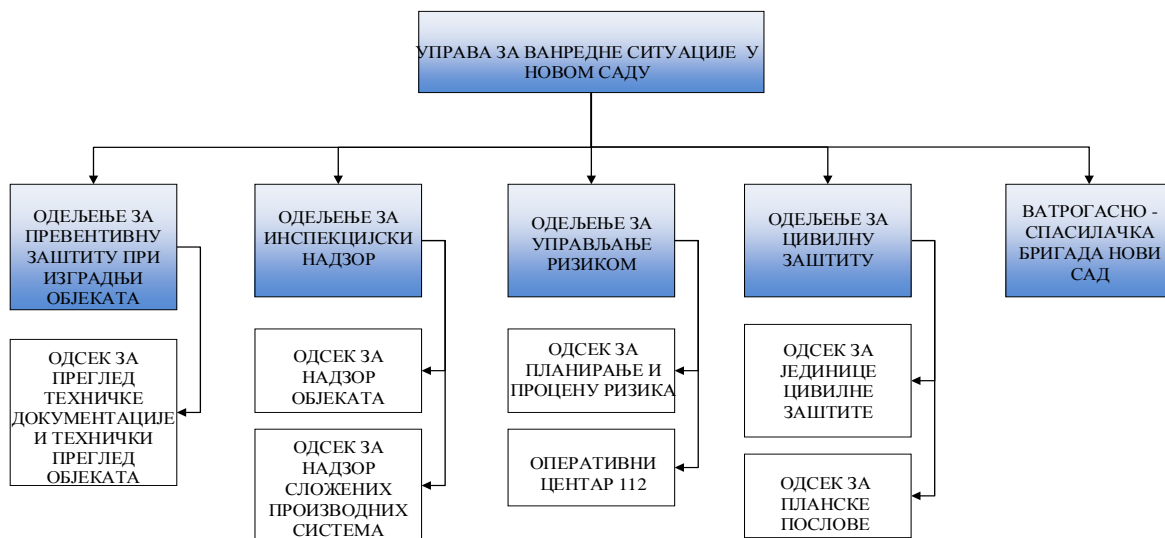 УПРАВА ЗА ВАНРЕДНЕ СИТУАЦИЈЕ У
НОВОМ САДУ
ОДЕЉЕЊЕ ЗА
ПРЕВЕНТИВНУ
ЗАШТИТУ ПРИ
ИЗГРАДЊИ
ОБЈЕКАТА
ОДЕЉЕЊЕ ЗА
ИНСПЕКЦИЈСКИ
НАДЗОР
ОДЕЉЕЊЕ ЗА
УПРАВЉАЊЕ
РИЗИКОМ
ОДЕЉЕЊЕ ЗА
ЦИВИЛНУ
ЗАШТИТУ
ВАТРОГАСНО -
СПАСИЛАЧКА
БРИГАДА НОВИ
САД
ОДСЕК ЗА
ПРЕГЛЕД
ТЕХНИЧКЕ
ДОКУМЕНТАЦИЈЕ
И ТЕХНИЧКИ
ПРЕГЛЕД
ОБЈЕКАТА
ОДСЕК ЗА
НАДЗОР
ОБЈЕКАТА
ОДСЕК ЗА
НАДЗОР
СЛОЖЕНИХ
ПРОИЗВОДНИХ
СИСТЕМА
ОДСЕК ЗА
ПЛАНИРАЊЕ И
ПРОЦЕНУ РИЗИКА
ОПЕРАТИВНИ
ЦЕНТАР 112
ОДСЕК ЗА
ЈЕДИНИЦЕ
ЦИВИЛНЕ
ЗАШТИТЕ
ОДСЕК ЗА
ПЛАНСКЕ
ПОСЛОВЕ